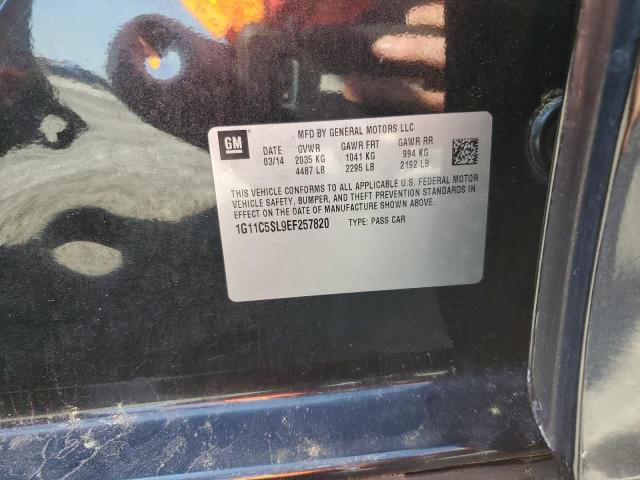 GM
MFD BY GENERAL MOTORS LLC
DATE GVWR GAWR FRT GAWR RR
03/14 2035 KG 1041 KG 994 KG
4487 LB 2295 LB 2192 LB
THIS VEHICLE CONFORMS TO ALL APPLICABLE U.S. FEDERAL MOTOR
VEHICLE SAFETY, BUMPER, AND THEFT PREVENTION STANDARDS IN
EFFECT ON THE DATE OF MANUFACTURE SHOWN ABOVE.
1G11C5SL9EF257820 TYPE: PASS CAR